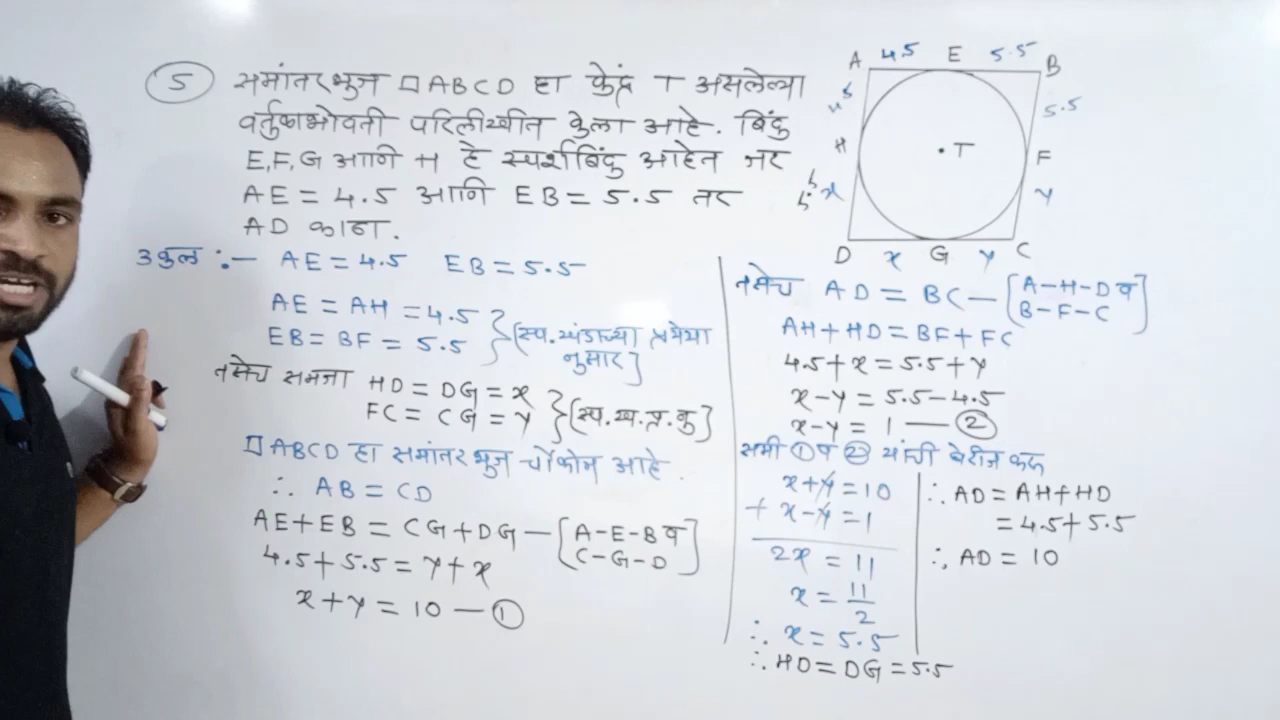 5 समांतरभुज □ABCD हा केंद्र T असलेल्या
वर्तुळाभोवती परिलीखीत केला आहे. बिंदु
E,F,G आणि H हे स्पर्शबिंदु आहेत जर
AE = 4.5 आणि EB = 5.5 तर
AD काढा.
उकल :- AE = 4.5 EB = 5.5
AE = AH = 4.5
EB = BF = 5.5 } [स्प.खंडाच्या प्रमेया
नुसार]
तसेच समजा HD = DG = x
FC = CG = y } [स्प.ख.प्र.नु]
□ABCD हा समांतरभुज चौकोन आहे.
∴ AB = CD
AE+EB = CG+DG — [A-E-B व
C-G-D]
4.5+5.5 = y+x
x+y = 10 — ①
A 4.5 E 5.5 B
4.5 5.5
H T F
5.5 x y
D x G y C
तसेच AD = BC — [A-H-D व
B-F-C]
AH+HD = BF+FC
4.5+x = 5.5+y
x-y = 5.5-4.5
x-y = 1 — ②
समी ① व ② यांची बेरीज करू
x+y = 10
+ x-y = 1
2x = 11
x = 11/2
∴ x = 5.5
∴ HD = DG = 5.5
∴ AD = AH+HD
= 4.5+5.5
∴ AD = 10